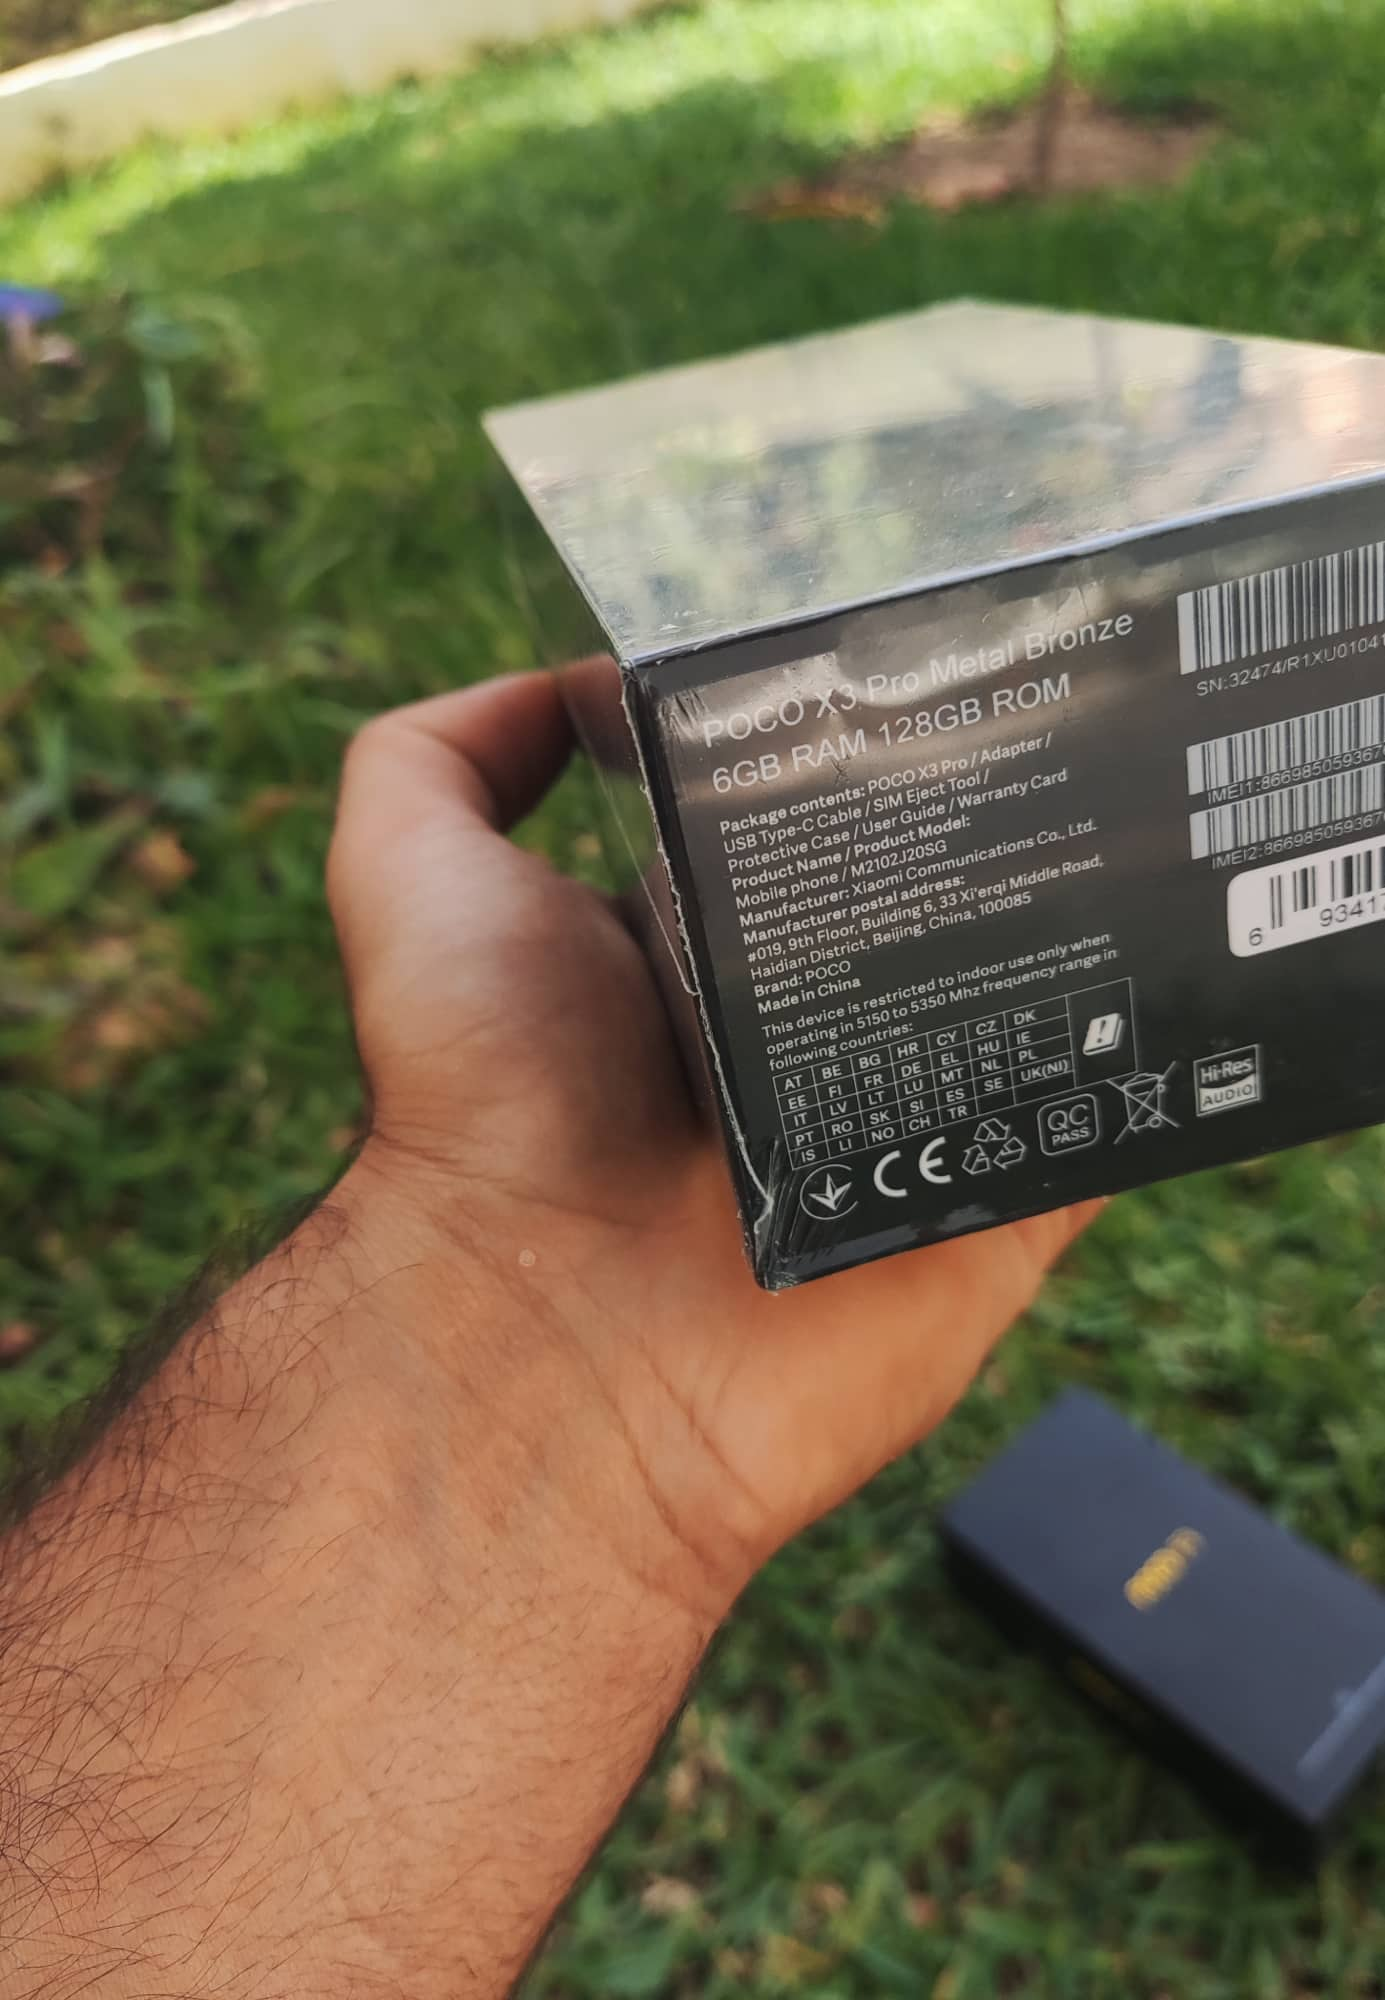 POCO X3 Pro Metal Bronze
6GB RAM 128GB ROM
Package contents: POCO X3 Pro / Adapter /
USB Type-C Cable / SIM Eject Tool /
Protective Case / User Guide / Warranty Card
Product Name / Product Model:
Mobile phone / M2102J20SG
Manufacturer: Xiaomi Communications Co., Ltd.
Manufacturer postal address:
#019, 9th Floor, Building 6, 33 Xi'erqi Middle Road,
Haidian District, Beijing, China, 100085
Brand: POCO
Made in China
This device is restricted to indoor use only when
operating in 5150 to 5350 Mhz frequency range in
following countries:
AT BE BG HR CY CZ DK
EE FI FR DE EL HU IE
IT LV LT LU MT NL PL
PT RO SK SI ES SE UK(NI)
IS LI NO CH TR
CE
QC
PASS
Hi-Res
AUDIO
SN:32474/R1XU0104
IMEI1:866985059367
IMEI2:866985059367
6 93417